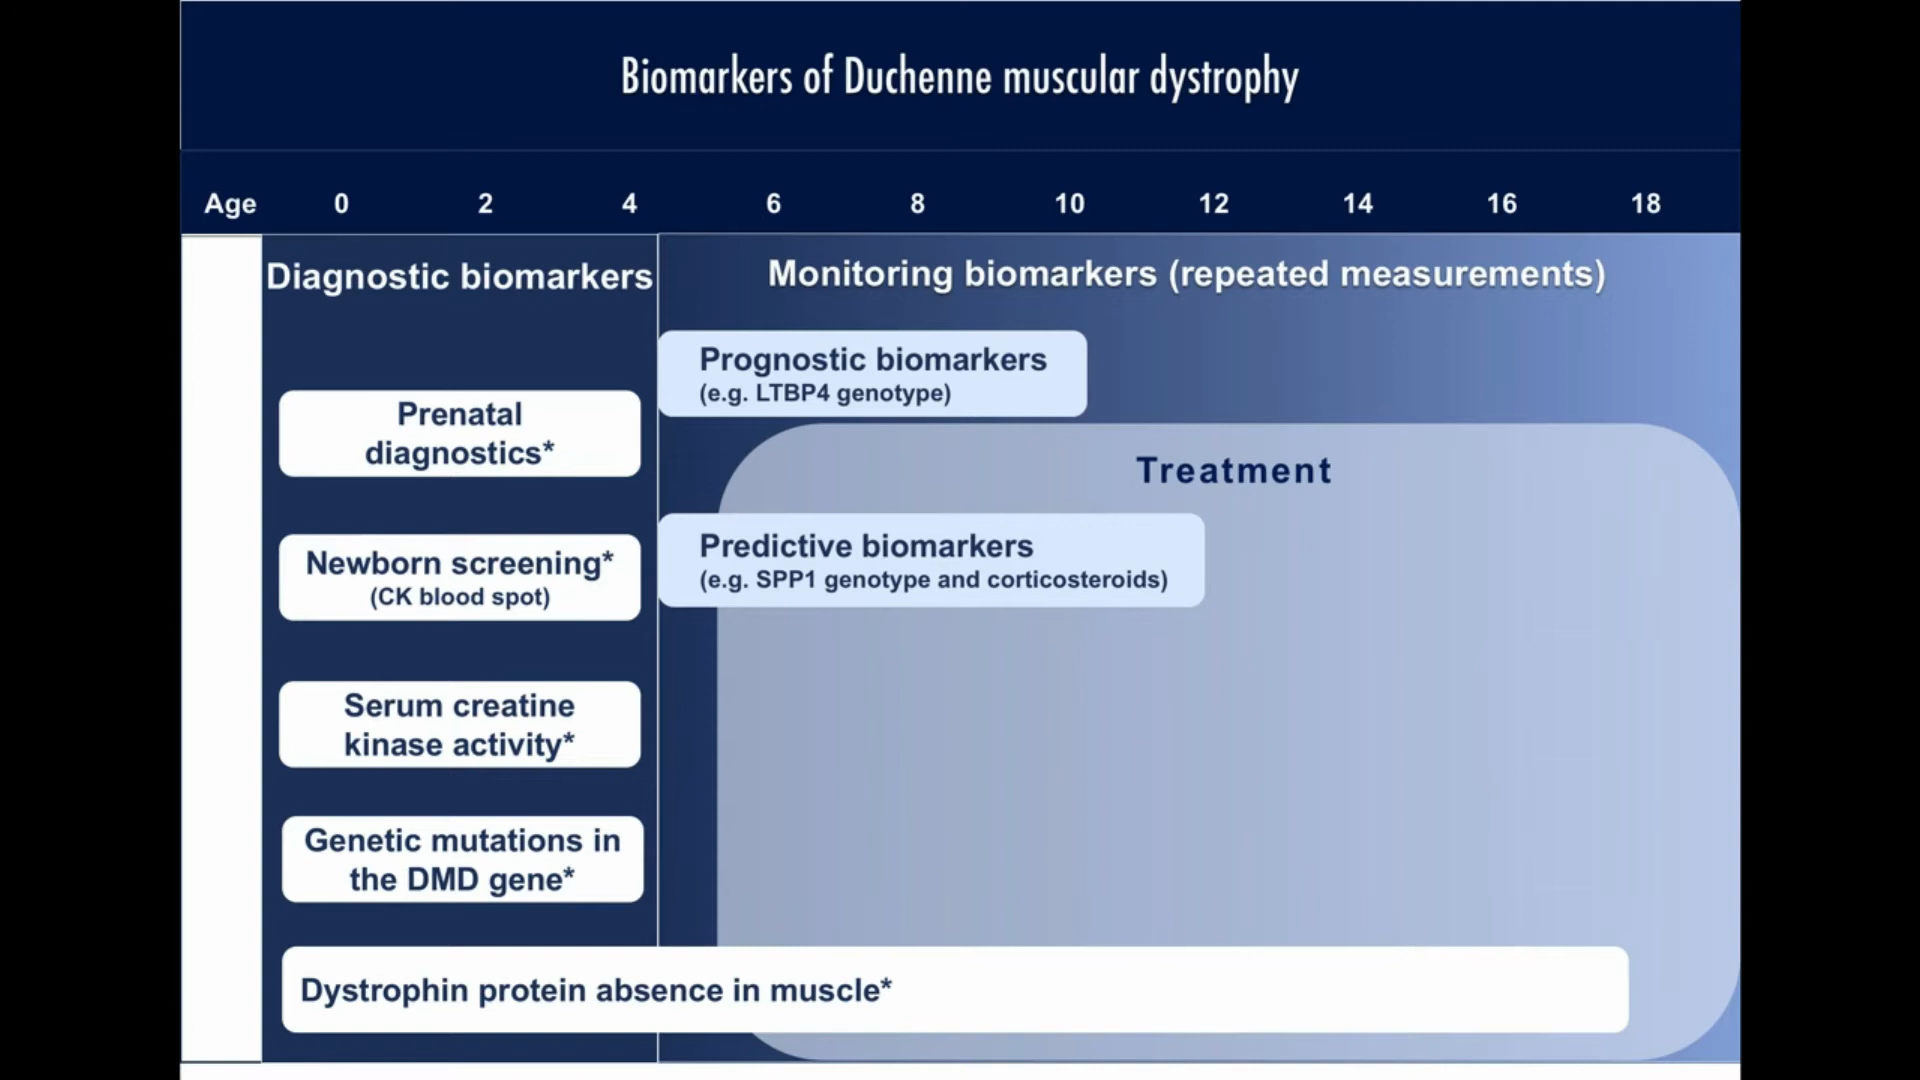 Biomarkers of Duchenne muscular dystrophy
Age 0 2 4 6 8 10 12 14 16 18
Diagnostic biomarkers
Monitoring biomarkers (repeated measurements)
Prognostic biomarkers
(e.g. LTBP4 genotype)
Prenatal
diagnostics*
Treatment
Predictive biomarkers
(e.g. SPP1 genotype and corticosteroids)
Newborn screening*
(CK blood spot)
Serum creatine
kinase activity*
Genetic mutations in
the DMD gene*
Dystrophin protein absence in muscle*